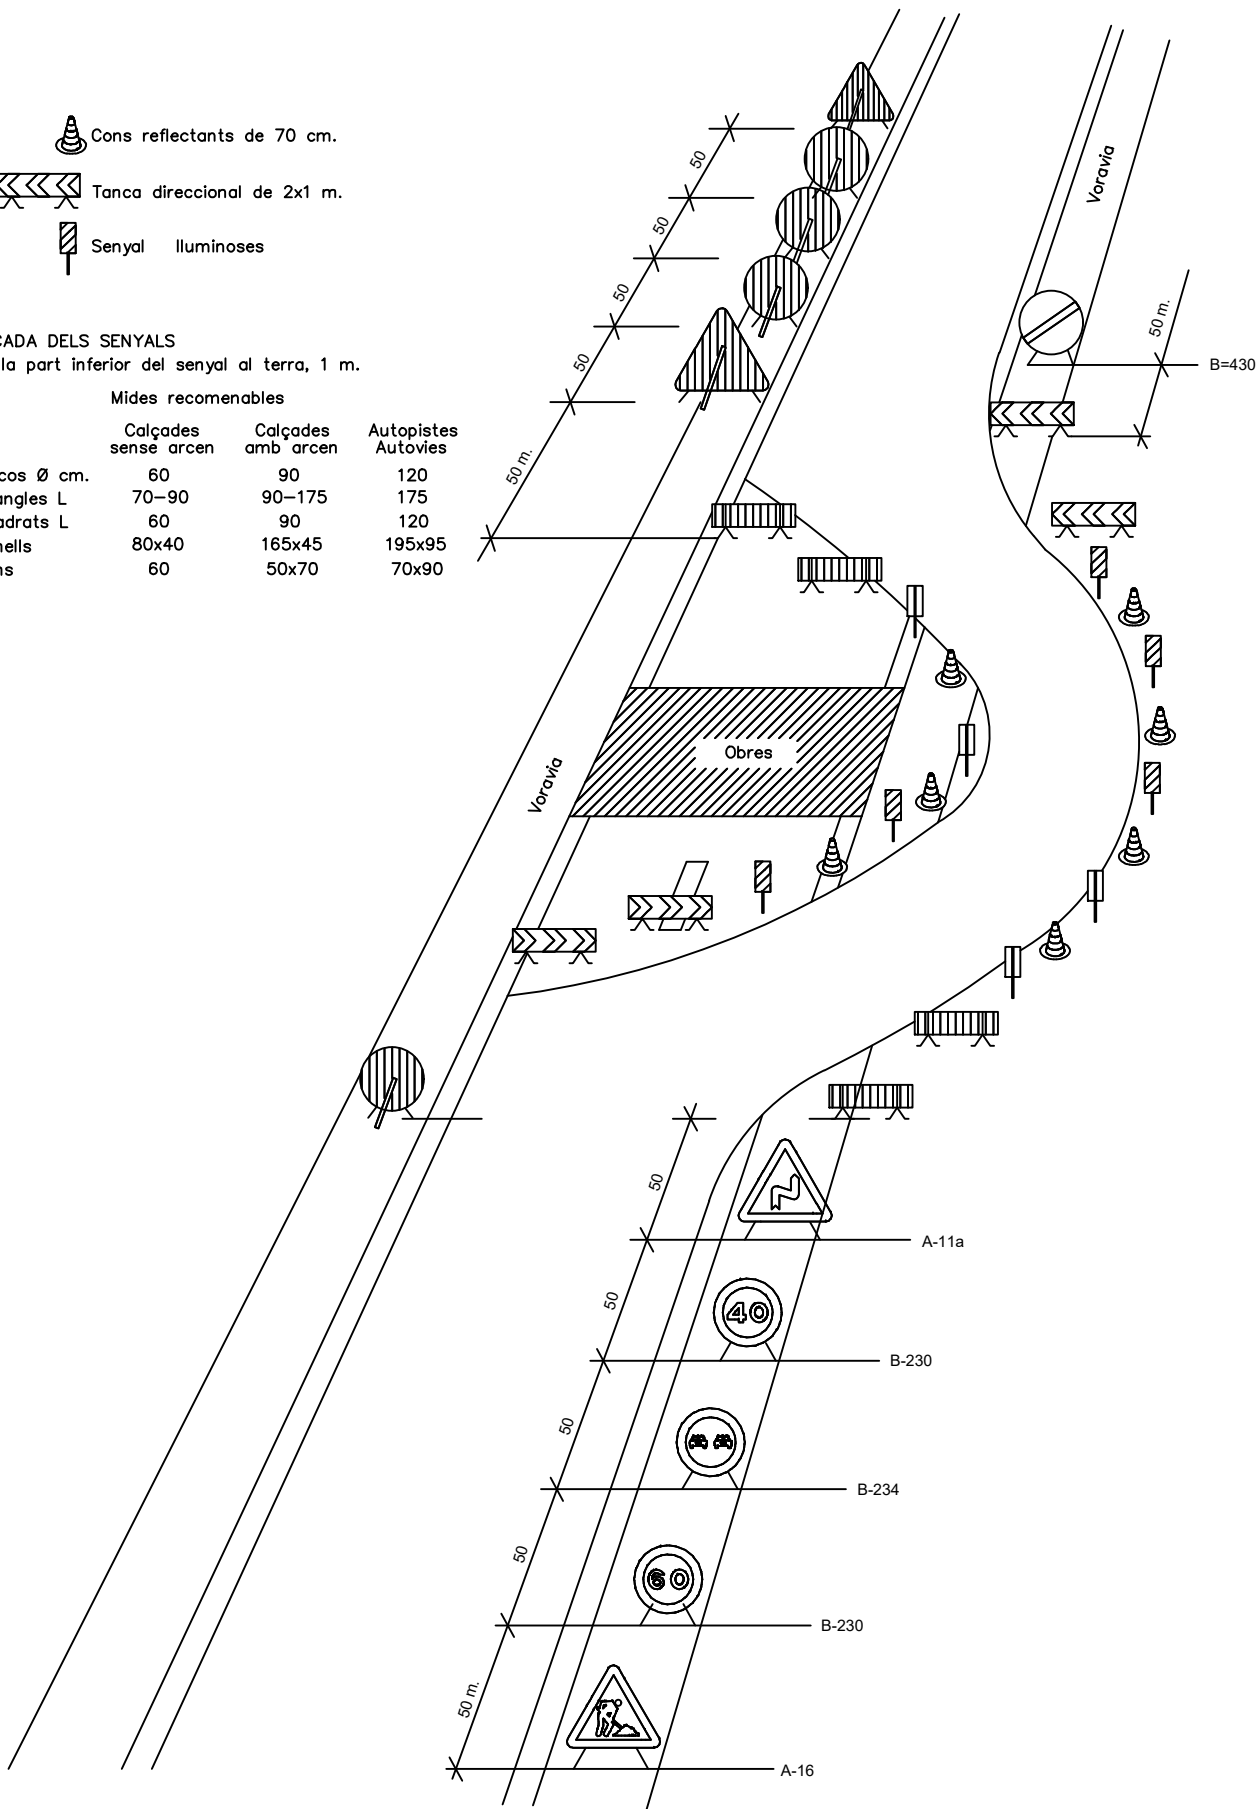 Cons reflectants de 70 cm.
Tanca direccional de 2x1 m.
Senyal lluminoses
CADA DELS SENYALS
la part inferior del senyal al terra, 1 m.
Mides recomenables
Calçades sense arcen Calçades amb arcen Autopistes Autovies
cos Ø cm. 60 90 120
angles L 70-90 90-175 175
adrats L 60 90 120
nells 80x40 165x45 195x95
ns 60 50x70 70x90
50
50
50
50
50 m.
Voravia
50 m.
B=430
Obres
Voravia
50
A-11a
50
40
B-230
50
B-234
50
60
B-230
50 m.
A-16